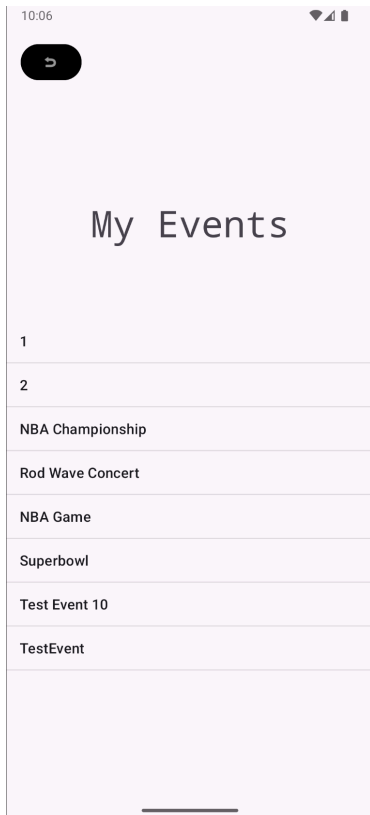 10:06
My Events
1
2
NBA Championship
Rod Wave Concert
NBA Game
Superbowl
Test Event 10
TestEvent